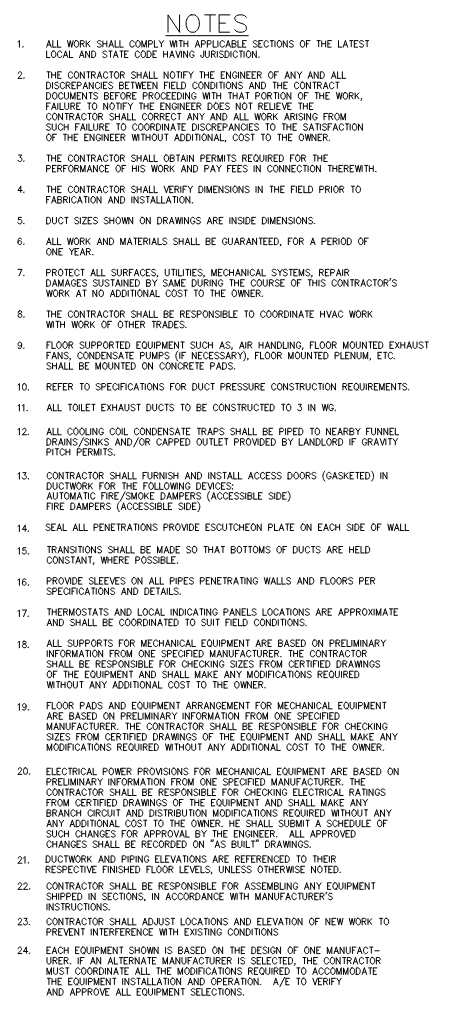 NOTES
1. ALL WORK SHALL COMPLY WITH APPLICABLE SECTIONS OF THE LATEST
LOCAL AND STATE CODE HAVING JURISDICTION.
2. THE CONTRACTOR SHALL NOTIFY THE ENGINEER OF ANY AND ALL
DISCREPANCIES BETWEEN FIELD CONDITIONS AND THE CONTRACT
DOCUMENTS BEFORE PROCEEDING WITH THAT PORTION OF THE WORK,
FAILURE TO NOTIFY THE ENGINEER DOES NOT RELIEVE THE
CONTRACTOR SHALL CORRECT ANY AND ALL WORK ARISING FROM
SUCH FAILURE TO COORDINATE DISCREPANCIES TO THE SATISFACTION
OF THE ENGINEER WITHOUT ADDITIONAL, COST TO THE OWNER.
3. THE CONTRACTOR SHALL OBTAIN PERMITS REQUIRED FOR THE
PERFORMANCE OF HIS WORK AND PAY FEES IN CONNECTION THEREWITH.
4. THE CONTRACTOR SHALL VERIFY DIMENSIONS IN THE FIELD PRIOR TO
FABRICATION AND INSTALLATION.
5. DUCT SIZES SHOWN ON DRAWINGS ARE INSIDE DIMENSIONS.
6. ALL WORK AND MATERIALS SHALL BE GUARANTEED, FOR A PERIOD OF
ONE YEAR.
7. PROTECT ALL SURFACES, UTILITIES, MECHANICAL SYSTEMS, REPAIR
DAMAGES SUSTAINED BY SAME DURING THE COURSE OF THIS CONTRACTOR'S
WORK AT NO ADDITIONAL COST TO THE OWNER.
8. THE CONTRACTOR SHALL BE RESPONSIBLE TO COORDINATE HVAC WORK
WITH WORK OF OTHER TRADES.
9. FLOOR SUPPORTED EQUIPMENT SUCH AS, AIR HANDLING, FLOOR MOUNTED EXHAUST
FANS, CONDENSATE PUMPS (IF NECESSARY), FLOOR MOUNTED PLENUM, ETC.
SHALL BE MOUNTED ON CONCRETE PADS.
10. REFER TO SPECIFICATIONS FOR DUCT PRESSURE CONSTRUCTION REQUIREMENTS.
11. ALL TOILET EXHAUST DUCTS TO BE CONSTRUCTED TO 3 IN WG.
12. ALL COOLING COIL CONDENSATE TRAPS SHALL BE PIPED TO NEARBY FUNNEL
DRAINS/SINKS AND/OR CAPPED OUTLET PROVIDED BY LANDLORD IF GRAVITY
PITCH PERMITS.
13. CONTRACTOR SHALL FURNISH AND INSTALL ACCESS DOORS (GASKETED) IN
DUCTWORK FOR THE FOLLOWING DEVICES:
AUTOMATIC FIRE/SMOKE DAMPERS (ACCESSIBLE SIDE)
FIRE DAMPERS (ACCESSIBLE SIDE)
14. SEAL ALL PENETRATIONS PROVIDE ESCUTCHEON PLATE ON EACH SIDE OF WALL
15. TRANSITIONS SHALL BE MADE SO THAT BOTTOMS OF DUCTS ARE HELD
CONSTANT, WHERE POSSIBLE.
16. PROVIDE SLEEVES ON ALL PIPES PENETRATING WALLS AND FLOORS PER
SPECIFICATIONS AND DETAILS.
17. THERMOSTATS AND LOCAL INDICATING PANELS LOCATIONS ARE APPROXIMATE
AND SHALL BE COORDINATED TO SUIT FIELD CONDITIONS.
18. ALL SUPPORTS FOR MECHANICAL EQUIPMENT ARE BASED ON PRELIMINARY
INFORMATION FROM ONE SPECIFIED MANUFACTURER. THE CONTRACTOR
SHALL BE RESPONSIBLE FOR CHECKING SIZES FROM CERTIFIED DRAWINGS
OF THE EQUIPMENT AND SHALL MAKE ANY MODIFICATIONS REQUIRED
WITHOUT ANY ADDITIONAL COST TO THE OWNER.
19. FLOOR PADS AND EQUIPMENT ARRANGEMENT FOR MECHANICAL EQUIPMENT
ARE BASED ON PRELIMINARY INFORMATION FROM ONE SPECIFIED
MANUFACTURER. THE CONTRACTOR SHALL BE RESPONSIBLE FOR CHECKING
SIZES FROM CERTIFIED DRAWINGS OF THE EQUIPMENT AND SHALL MAKE ANY
MODIFICATIONS REQUIRED WITHOUT ANY ADDITIONAL COST TO THE OWNER.
20. ELECTRICAL POWER PROVISIONS FOR MECHANICAL EQUIPMENT ARE BASED ON
PRELIMINARY INFORMATION FROM ONE SPECIFIED MANUFACTURER. THE
CONTRACTOR SHALL BE RESPONSIBLE FOR CHECKING ELECTRICAL RATINGS
FROM CERTIFIED DRAWINGS OF THE EQUIPMENT AND SHALL MAKE ANY
BRANCH CIRCUIT AND DISTRIBUTION MODIFICATIONS REQUIRED WITHOUT ANY
ANY ADDITIONAL COST TO THE OWNER. HE SHALL SUBMIT A SCHEDULE OF
SUCH CHANGES FOR APPROVAL BY THE ENGINEER. ALL APPROVED
CHANGES SHALL BE RECORDED ON "AS BUILT" DRAWINGS.
21. DUCTWORK AND PIPING ELEVATIONS ARE REFERENCED TO THEIR
RESPECTIVE FINISHED FLOOR LEVELS, UNLESS OTHERWISE NOTED.
22. CONTRACTOR SHALL BE RESPONSIBLE FOR ASSEMBLING ANY EQUIPMENT
SHIPPED IN SECTIONS, IN ACCORDANCE WITH MANUFACTURER'S
INSTRUCTIONS.
23. CONTRACTOR SHALL ADJUST LOCATIONS AND ELEVATION OF NEW WORK TO
PREVENT INTERFERENCE WITH EXISTING CONDITIONS
24. EACH EQUIPMENT SHOWN IS BASED ON THE DESIGN OF ONE MANUFACT-
URER. IF AN ALTERNATE MANUFACTURER IS SELECTED, THE CONTRACTOR
MUST COORDINATE ALL THE MODIFICATIONS REQUIRED TO ACCOMMODATE
THE EQUIPMENT INSTALLATION AND OPERATION. A/E TO VERIFY
AND APPROVE ALL EQUIPMENT SELECTIONS.